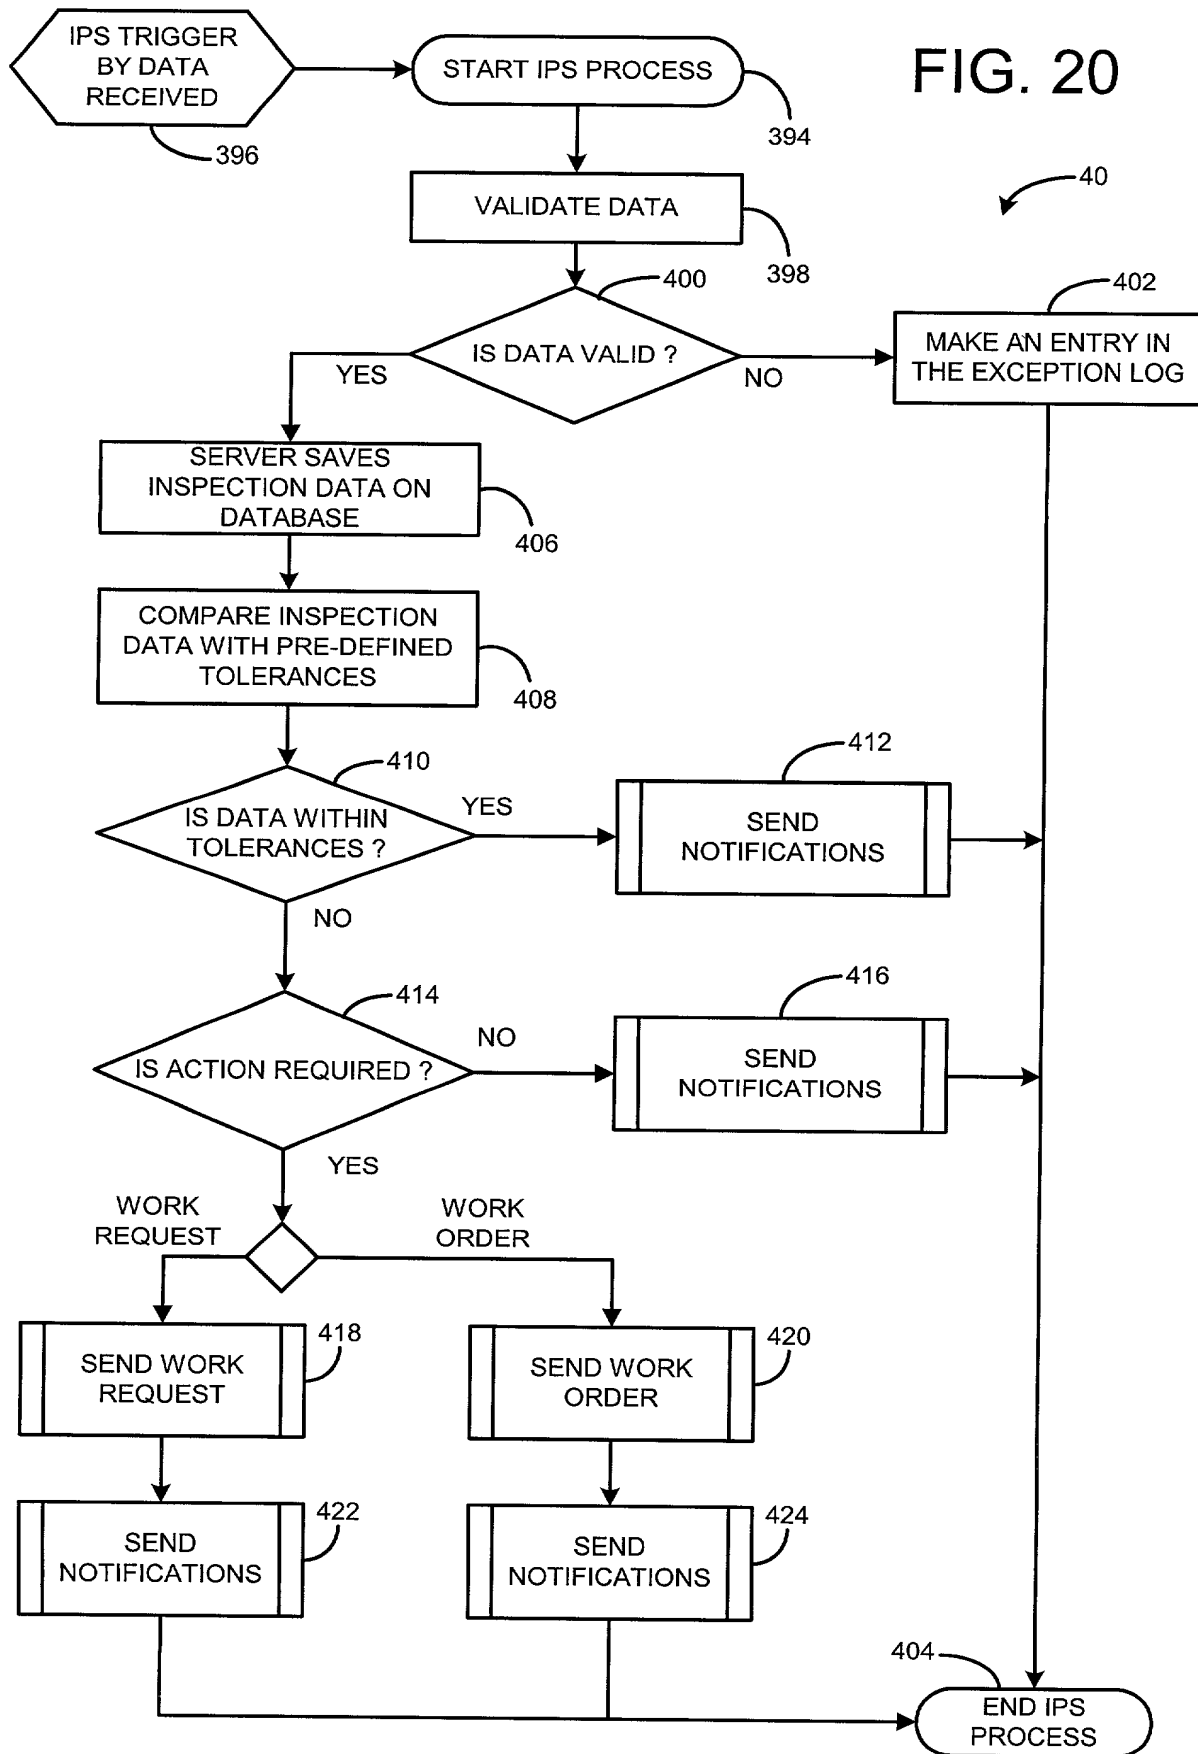 IPS TRIGGER
BY DATA
RECEIVED
START IPS PROCESS
FIG. 20
394
396
40
VALIDATE DATA
398
400
402
IS DATA VALID ?
MAKE AN ENTRY IN
THE EXCEPTION LOG
YES
NO
SERVER SAVES
INSPECTION DATA ON
DATABASE
406
COMPARE INSPECTION
DATA WITH PRE-DEFINED
TOLERANCES
408
410
412
IS DATA WITHIN
TOLERANCES ?
YES
SEND
NOTIFICATIONS
NO
414
416
IS ACTION REQUIRED ?
NO
SEND
NOTIFICATIONS
YES
WORK
REQUEST
WORK
ORDER
418
SEND WORK
REQUEST
420
SEND WORK
ORDER
422
SEND
NOTIFICATIONS
424
SEND
NOTIFICATIONS
404
END IPS
PROCESS